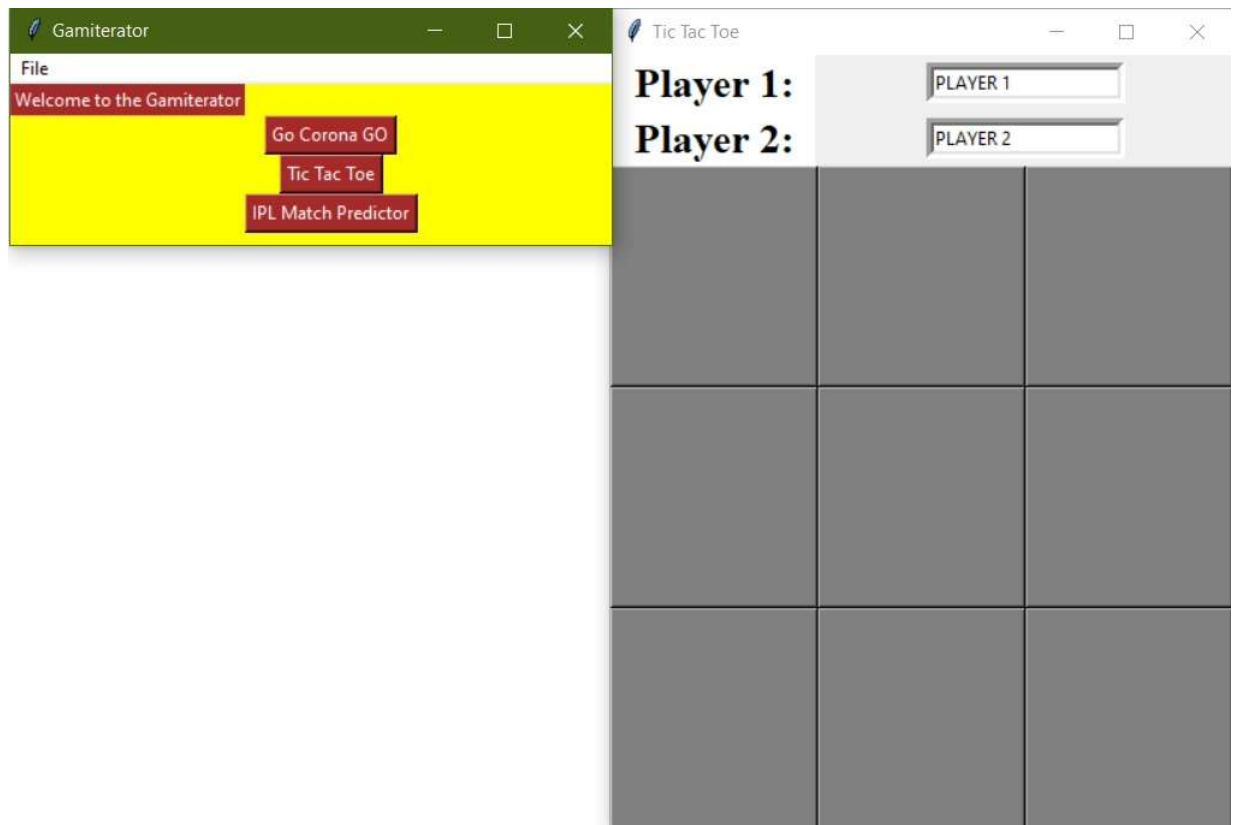 Gamiterator
File
Welcome to the Gamiterator
Go Corona GO
Tic Tac Toe
IPL Match Predictor
Tic Tac Toe
Player 1: PLAYER 1
Player 2: PLAYER 2